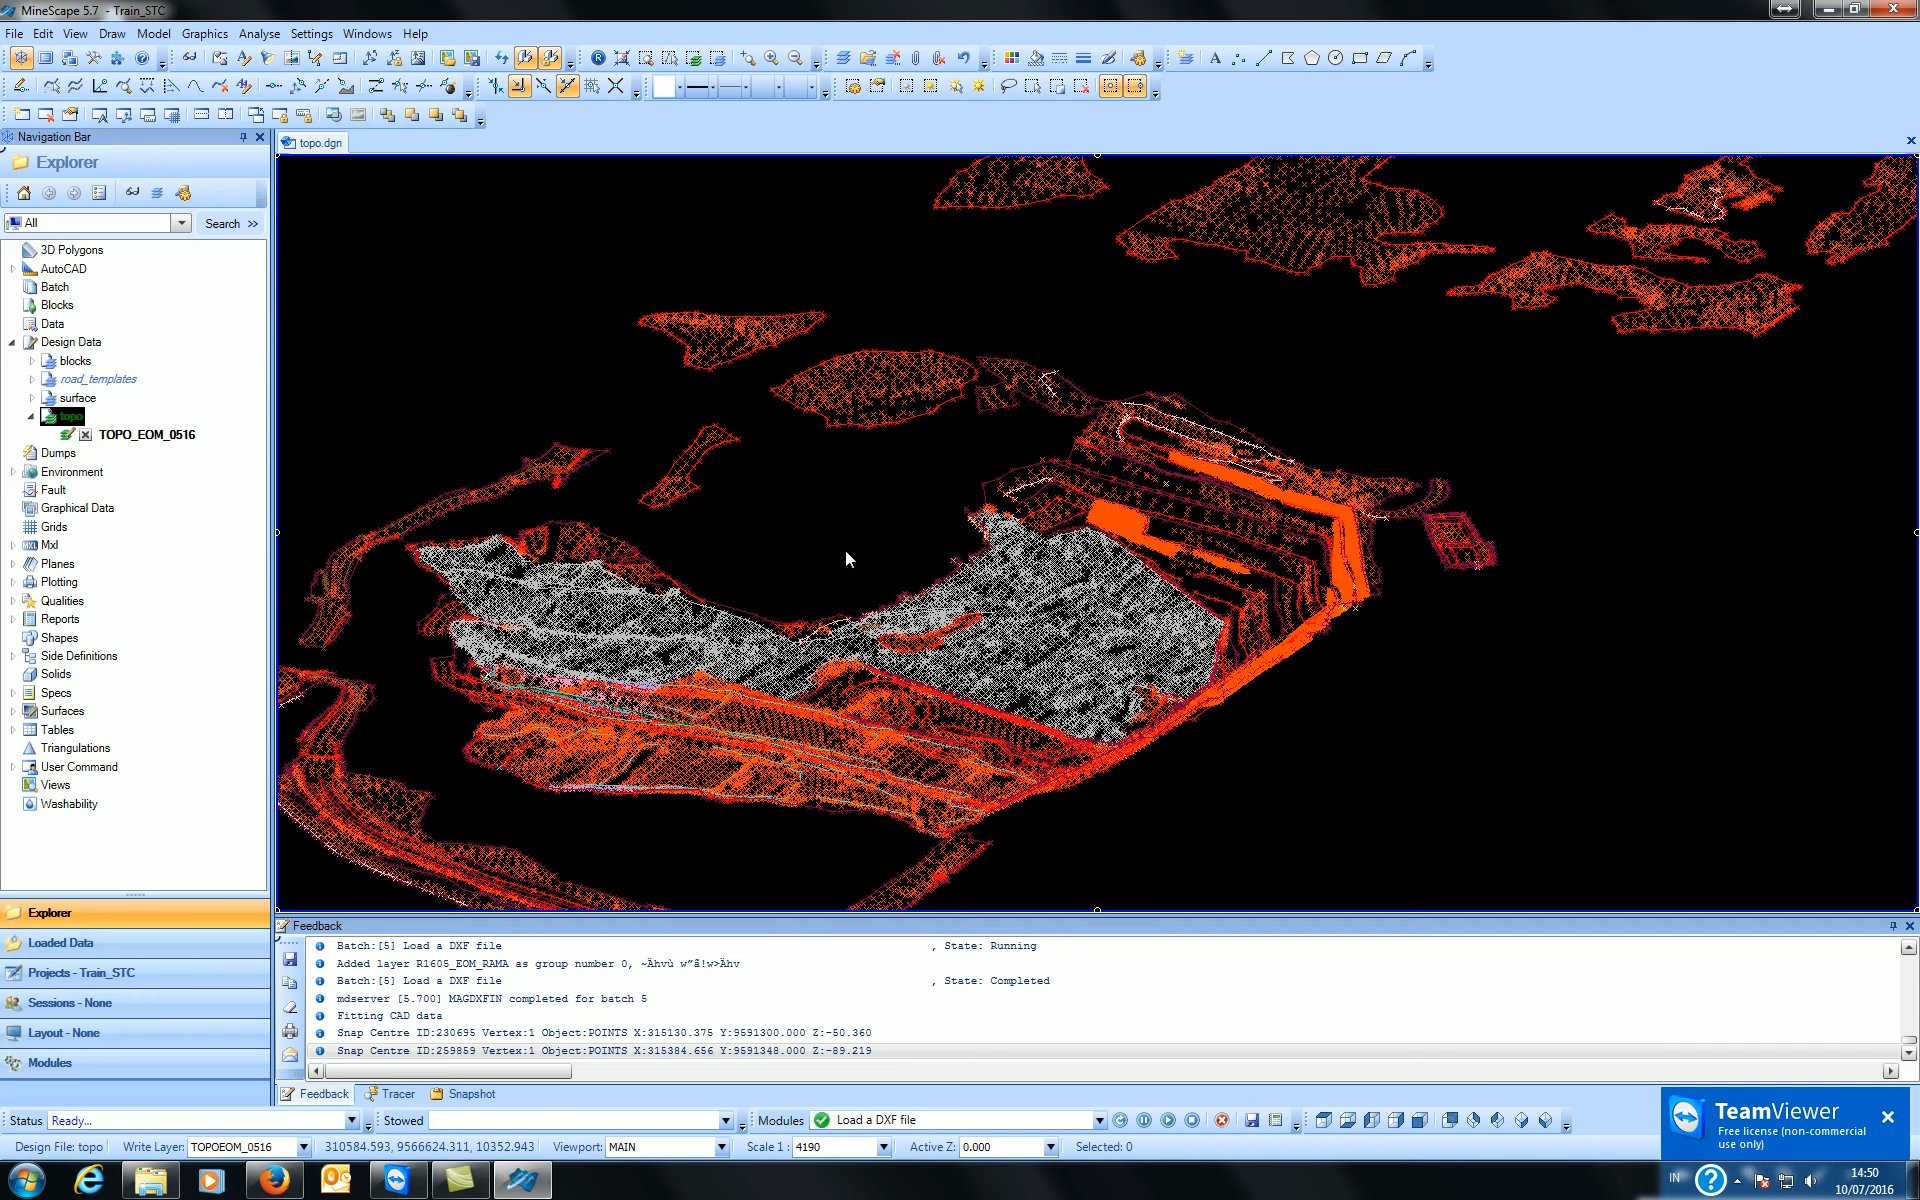 MineScape 5.7 - Train_STC
File Edit View Draw Model Graphics Analyse Settings Windows Help
Navigation Bar
topo.dgn
Explorer
All
Search >>
3D Polygons
AutoCAD
Batch
Blocks
Data
Design Data
blocks
road_templates
surface
topo
TOPO_EOM_0516
Dumps
Environment
Fault
Graphical Data
Grids
Mxl
Planes
Plotting
Qualities
Reports
Shapes
Side Definitions
Solids
Specs
Surfaces
Tables
Triangulations
User Command
Views
Washability
Explorer
Loaded Data
Projects - Train_STC
Sessions - None
Layout - None
Modules
Feedback
Batch:[5] Load a DXF file , State: Running
Added layer R1605_EOM_RAMA as group number 0,
Batch:[5] Load a DXF file , State: Completed
mdserver [5.700] MAGDXFIN completed for batch 5
Fitting CAD data
Snap Centre ID:230695 Vertex:1 Object:POINTS X:315130.375 Y:9591300.000 Z:-50.360
Snap Centre ID:259859 Vertex:1 Object:POINTS X:315384.656 Y:9591348.000 Z:-89.219
Feedback Tracer Snapshot
Status Ready... Stowed Modules Load a DXF file
Design File: topo Write Layer: TOPOEOM_0516 310584.593, 9566624.311, 10352.943 Viewport: MAIN Scale 1 : 4190 Active Z: 0.000 Selected: 0
TeamViewer
Free license (non-commercial
use only)
IN
14:50
10/07/2016